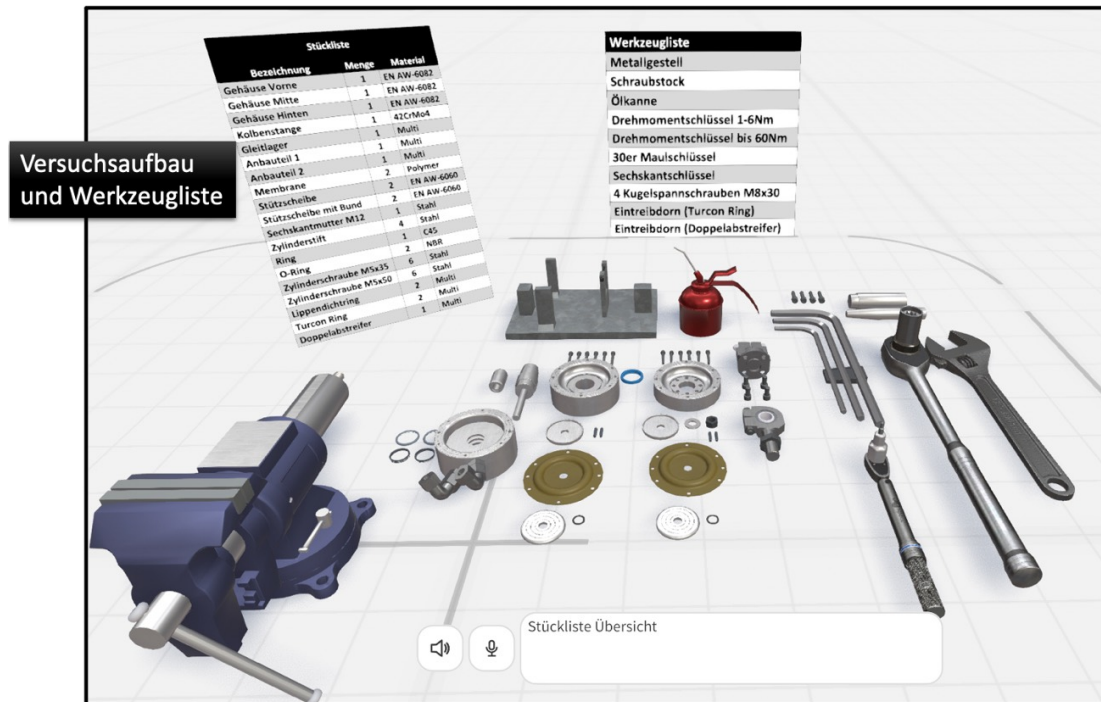 Versuchsaufbau
und Werkzeugliste
Stückliste
Bezeichnung Menge Material
Gehäuse Vorne 1 EN AW-6082
Gehäuse Mitte 1 EN AW-6082
Gehäuse Hinten 1 EN AW-6082
Kolbenstange 1 42CrMo4
Gleitlager 1 Multi
Anbauteil 1 1 Multi
Anbauteil 2 1 Multi
Membrane 2 Polymer
Stützscheibe 2 EN AW-6060
Stützscheibe mit Bund 2 EN AW-6060
Sechskantmutter M12 1 Stahl
Zylinderstift 4 Stahl
Ring 1 C45
O-Ring 2 NBR
Zylinderschraube M5x35 6 Stahl
Zylinderschraube M5x50 6 Stahl
Lippendichtring 2 Multi
Turcon Ring 2 Multi
Doppelabstreifer 1 Multi
Werkzeugliste
Metallgestell
Schraubstock
Ölkanne
Drehmomentschlüssel 1-6Nm
Drehmomentschlüssel bis 60Nm
30er Maulschlüssel
Sechskantschlüssel
4 Kugelspannschrauben M8x30
Eintreibdorn (Turcon Ring)
Eintreibdorn (Doppelabstreifer)
Stückliste Übersicht